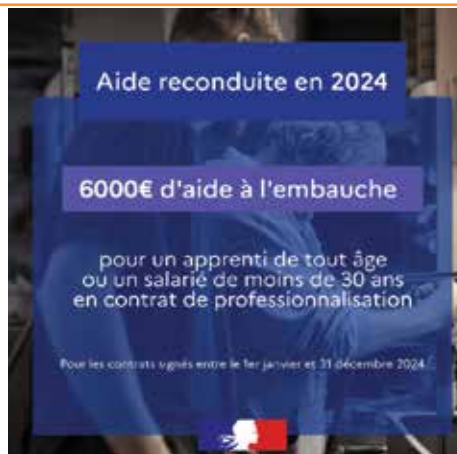 Aide reconduite en 2024
6000€ d'aide à l'embauche
pour un apprenti de tout âge
ou un salarié de moins de 30 ans
en contrat de professionnalisation
Pour les contrats signés entre le 1er janvier et 31 décembre 2024